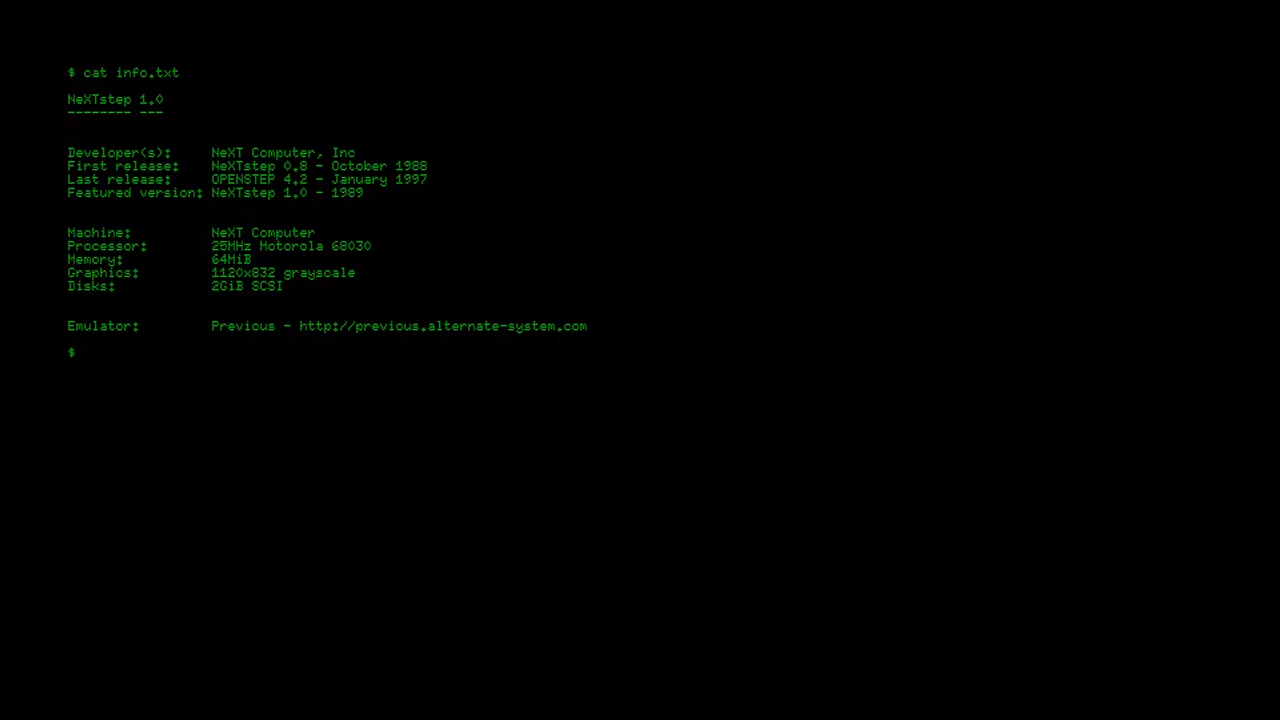 $ cat info.txt
NeXTstep 1.0
-------- ---
Developer(s): NeXT Computer, Inc
First release: NeXTstep 0.8 - October 1988
Last release: OPENSTEP 4.2 - January 1997
Featured version: NeXTstep 1.0 - 1989
Machine: NeXT Computer
Processor: 25MHz Motorola 68030
Memory: 64MiB
Graphics: 1120x832 grayscale
Disks: 2GiB SCSI
Emulator: Previous - http://previous.alternate-system.com
$